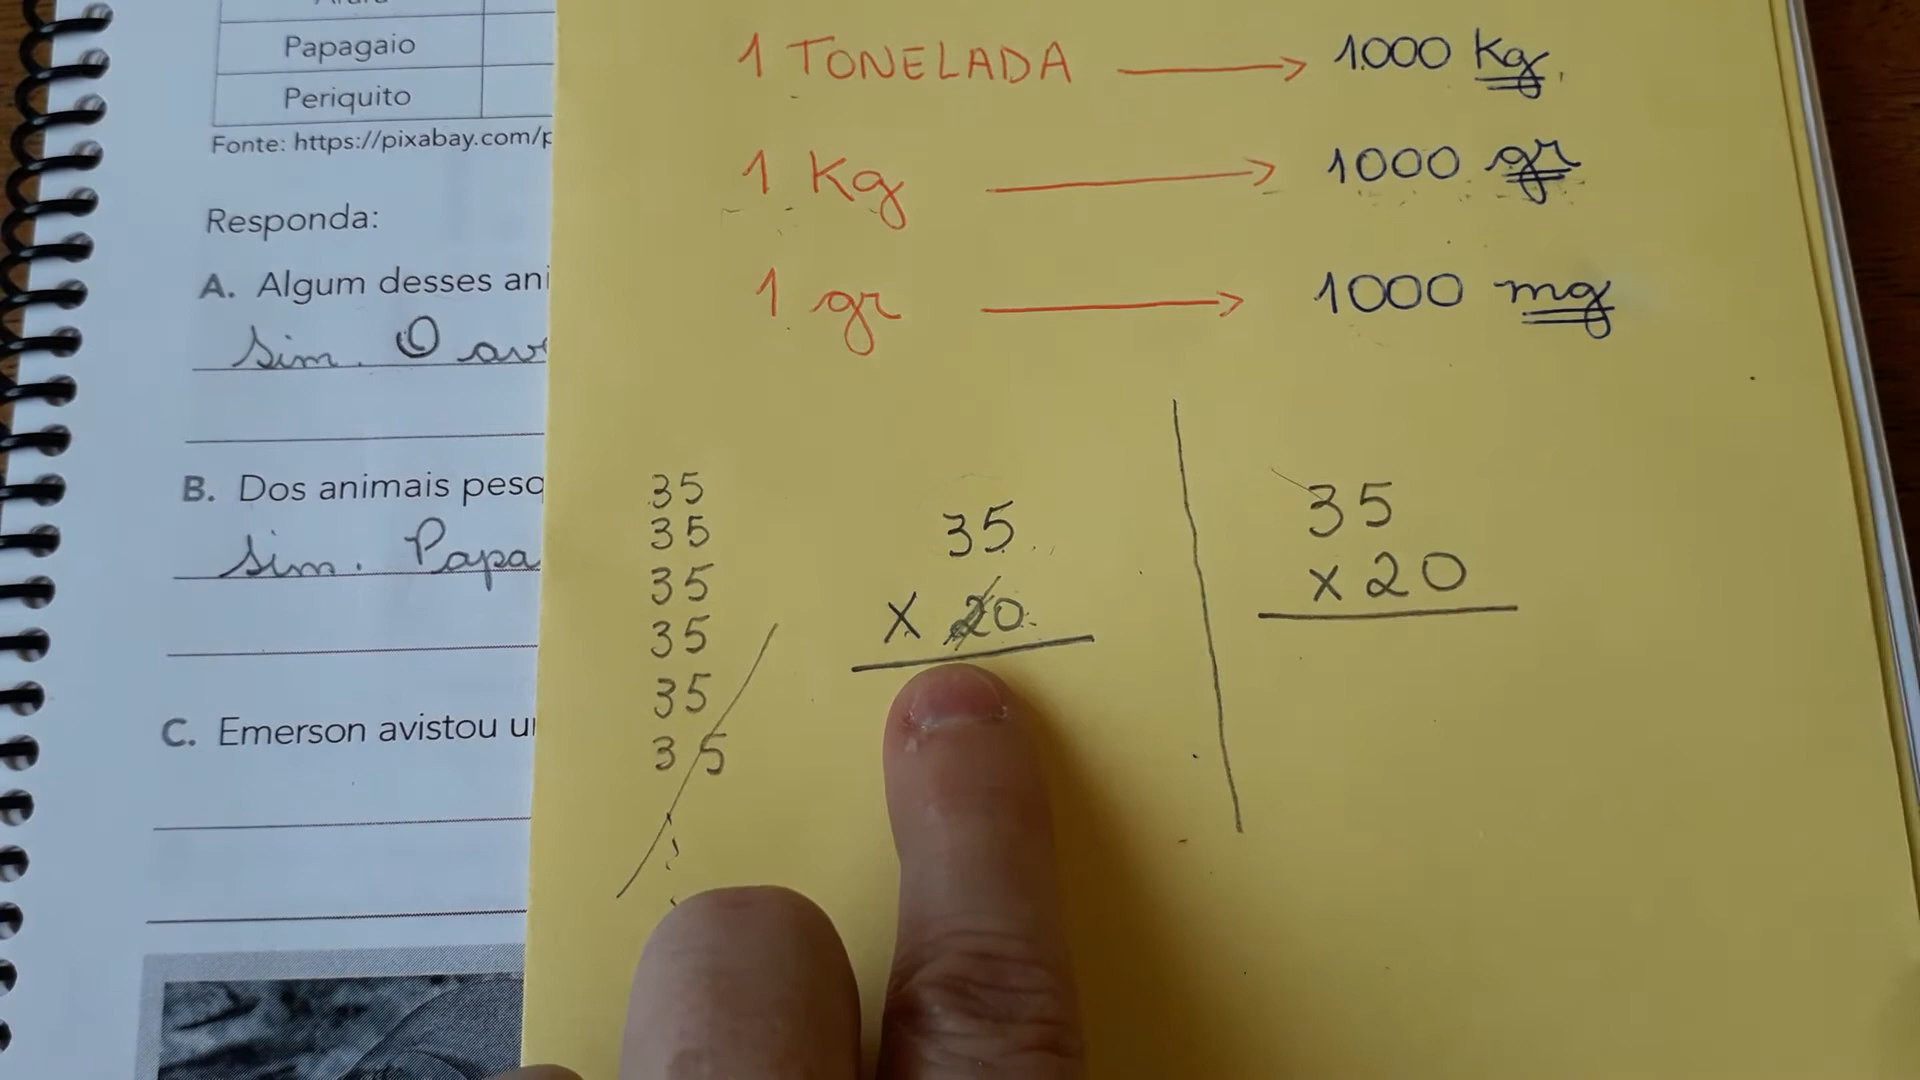 Papagaio
Periquito
Fonte: https://pixabay.com/p
Responda:
A. Algum desses ani
Sim. O av
B. Dos animais pesq
Sim. Papa
C. Emerson avistou u
1 TONELADA → 1.000 Kg
1 Kg → 1000 gr
1 gr → 1000 mg
35
35
35
35
35
35
35
X 20
35
x 20